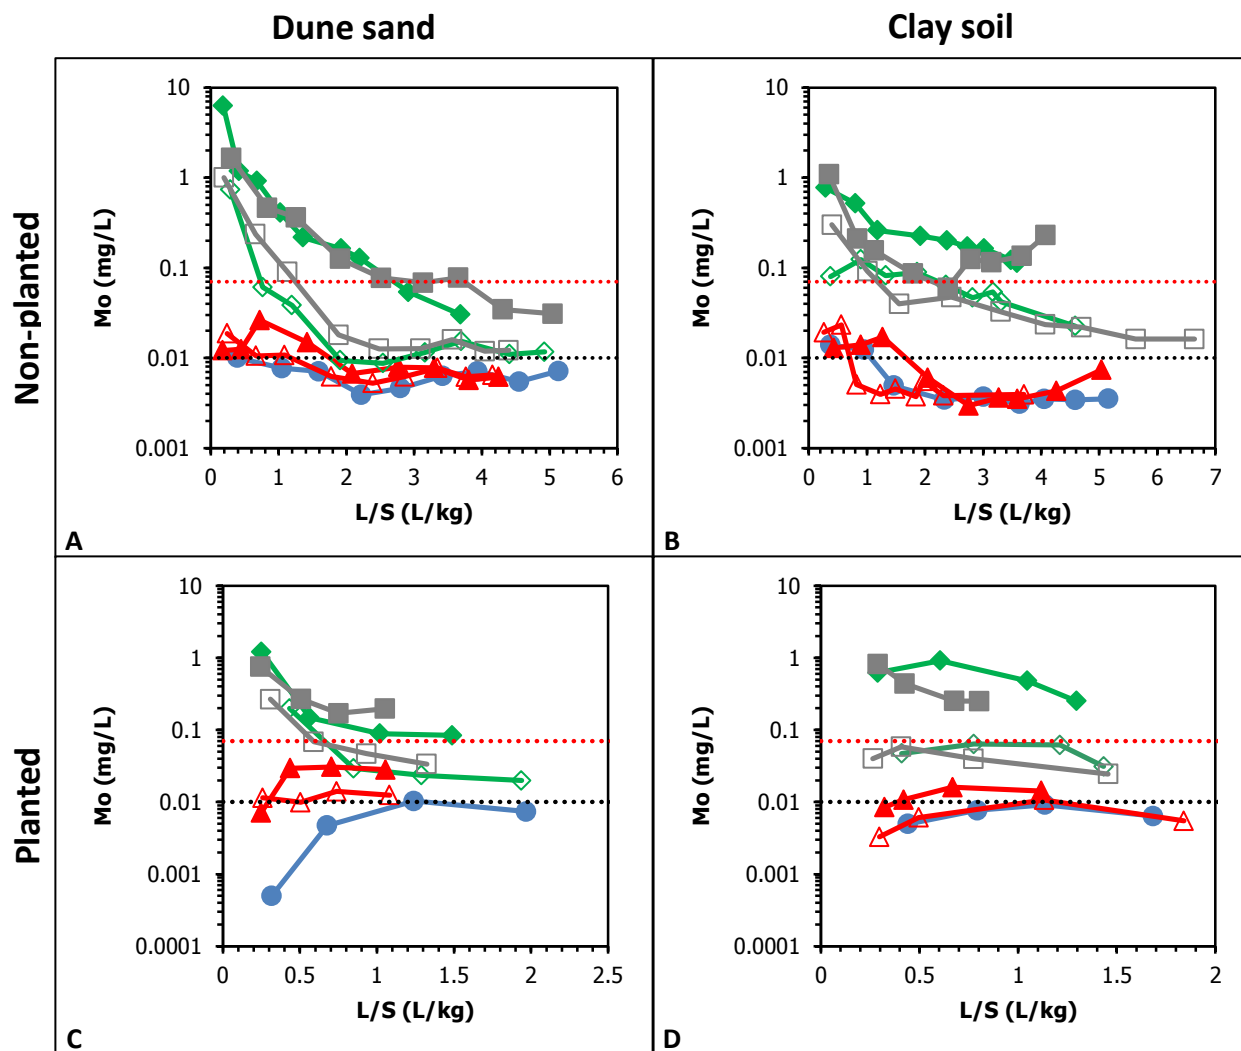 Dune sand
Clay soil
Non-planted
Planted
10
1
0.1
0.01
0.001
Mo (mg/L)
0 1 2 3 4 5 6
L/S (L/kg)
A
10
1
0.1
0.01
0.001
Mo (mg/L)
0 1 2 3 4 5 6 7
L/S (L/kg)
B
10
1
0.1
0.01
0.001
0.0001
Mo (mg/L)
0 0.5 1 1.5 2 2.5
L/S (L/kg)
C
10
1
0.1
0.01
0.001
0.0001
Mo (mg/L)
0 0.5 1 1.5 2
L/S (L/kg)
D